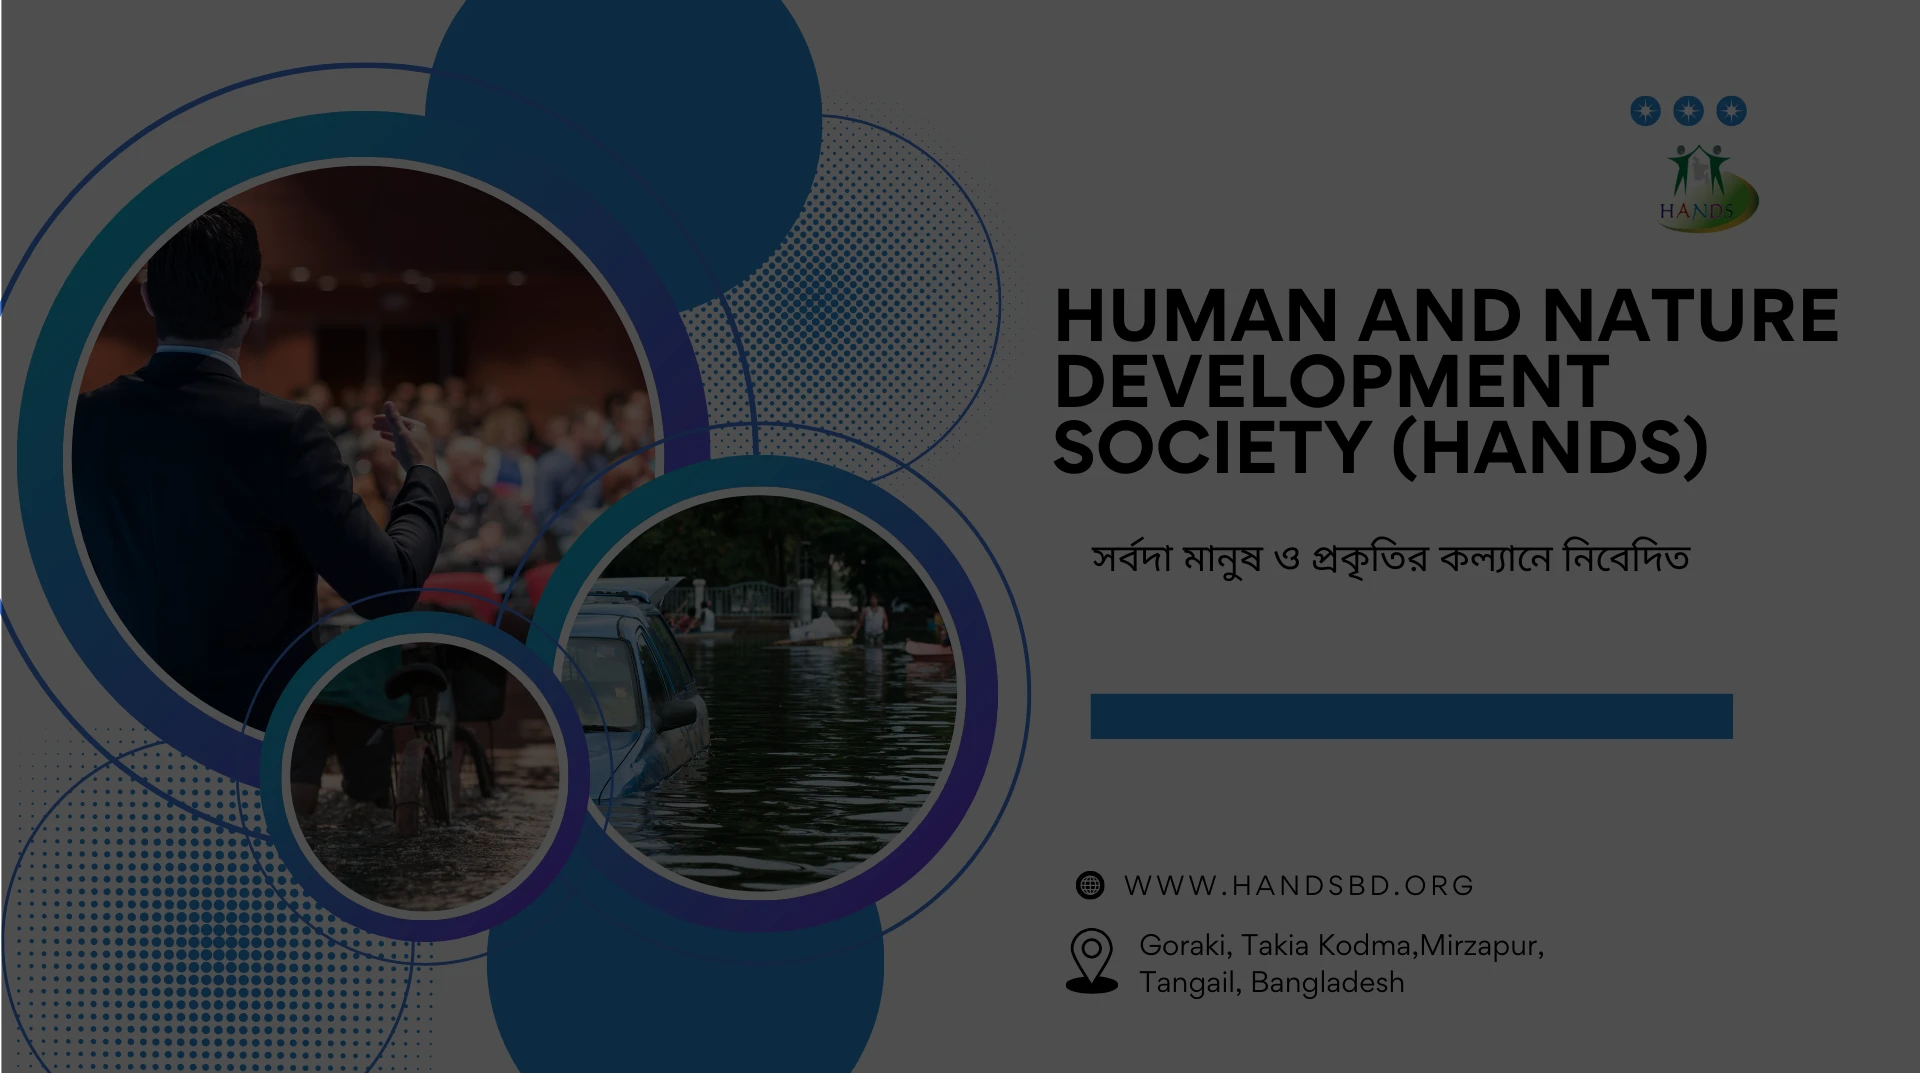 HANDS
HUMAN AND NATURE
DEVELOPMENT
SOCIETY (HANDS)
সর্বদা মানুষ ও প্রকৃতির কল্যানে নিবেদিত
WWW.HANDSBD.ORG
Goraki, Takia Kodma,Mirzapur,
Tangail, Bangladesh